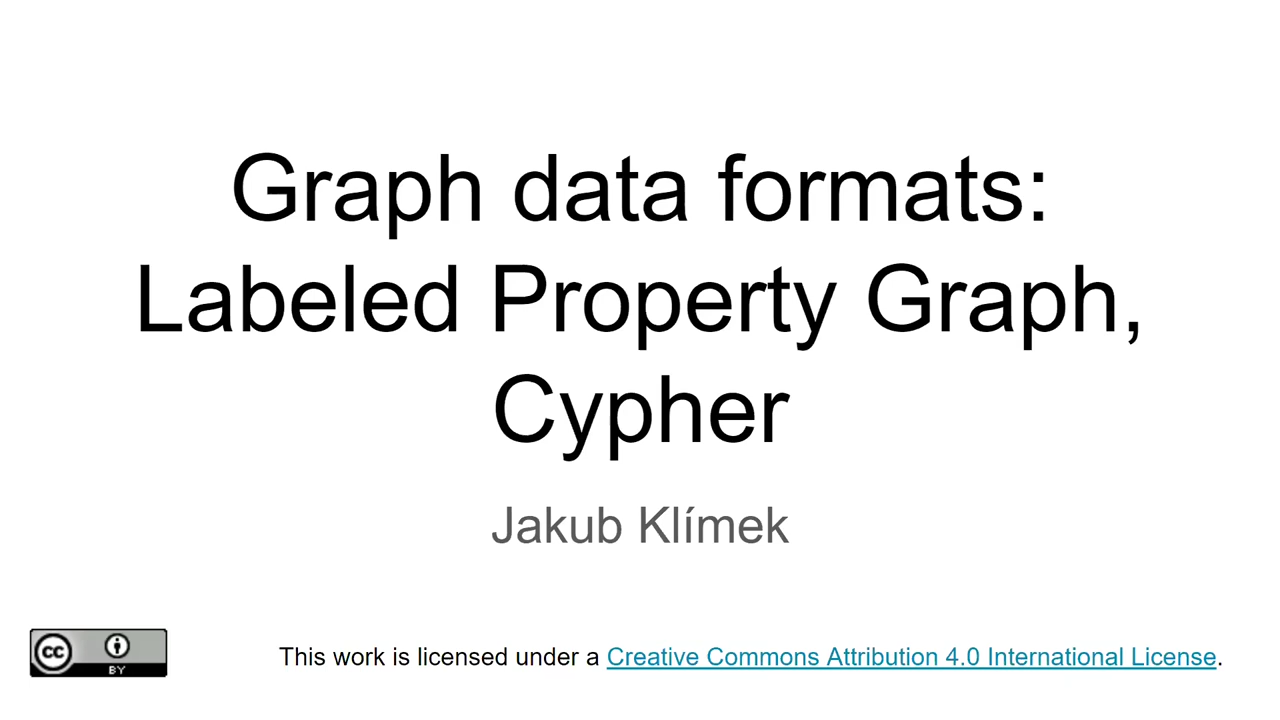 Graph data formats:
Labeled Property Graph,
Cypher
Jakub Klímek
cc BY
This work is licensed under a Creative Commons Attribution 4.0 International License.